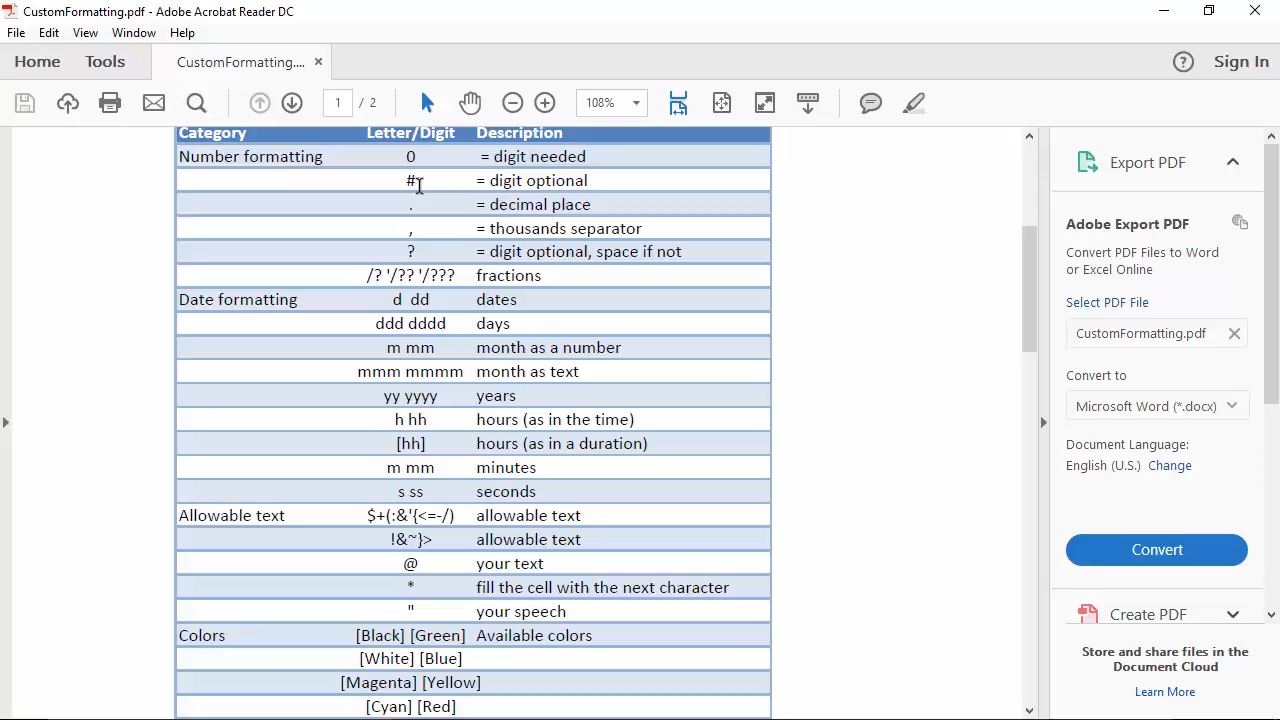 CustomFormatting.pdf - Adobe Acrobat Reader DC
File Edit View Window Help
Home Tools CustomFormatting.... × Sign In
1 / 2 108%
Category Letter/Digit Description
Number formatting 0 = digit needed
# = digit optional
. = decimal place
, = thousands separator
? = digit optional, space if not
/? '/?? '/??? fractions
Date formatting d dd dates
ddd dddd days
m mm month as a number
mmm mmmm month as text
yy yyyy years
h hh hours (as in the time)
[hh] hours (as in a duration)
m mm minutes
s ss seconds
Allowable text $+(:&'{<=-/) allowable text
!&~}> allowable text
@ your text
* fill the cell with the next character
" your speech
Colors [Black] [Green] Available colors
[White] [Blue]
[Magenta] [Yellow]
[Cyan] [Red]
Export PDF
Adobe Export PDF
Convert PDF Files to Word
or Excel Online
Select PDF File
CustomFormatting.pdf
Convert to
Microsoft Word (*.docx)
Document Language:
English (U.S.) Change
Convert
Create PDF
Store and share files in the
Document Cloud
Learn More